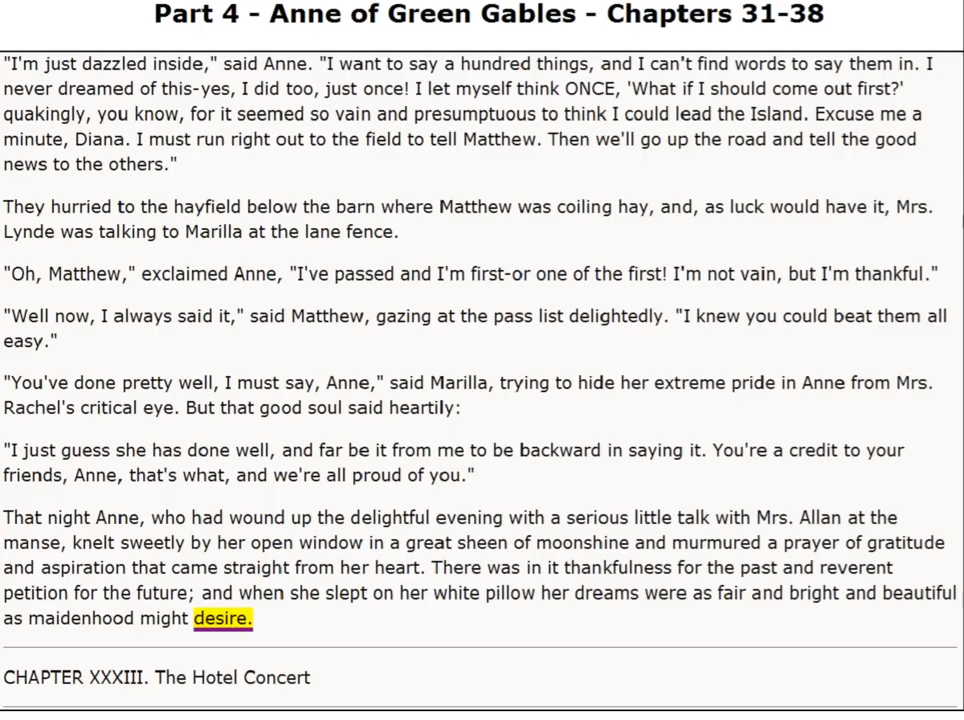 Part 4 - Anne of Green Gables - Chapters 31-38
"I'm just dazzled inside," said Anne. "I want to say a hundred things, and I can't find words to say them in. I
never dreamed of this-yes, I did too, just once! I let myself think ONCE, 'What if I should come out first?'
quakingly, you know, for it seemed so vain and presumptuous to think I could lead the Island. Excuse me a
minute, Diana. I must run right out to the field to tell Matthew. Then we'll go up the road and tell the good
news to the others."
They hurried to the hayfield below the barn where Matthew was coiling hay, and, as luck would have it, Mrs.
Lynde was talking to Marilla at the lane fence.
"Oh, Matthew," exclaimed Anne, "I've passed and I'm first-or one of the first! I'm not vain, but I'm thankful."
"Well now, I always said it," said Matthew, gazing at the pass list delightedly. "I knew you could beat them all
easy."
"You've done pretty well, I must say, Anne," said Marilla, trying to hide her extreme pride in Anne from Mrs.
Rachel's critical eye. But that good soul said heartily:
"I just guess she has done well, and far be it from me to be backward in saying it. You're a credit to your
friends, Anne, that's what, and we're all proud of you."
That night Anne, who had wound up the delightful evening with a serious little talk with Mrs. Allan at the
manse, knelt sweetly by her open window in a great sheen of moonshine and murmured a prayer of gratitude
and aspiration that came straight from her heart. There was in it thankfulness for the past and reverent
petition for the future; and when she slept on her white pillow her dreams were as fair and bright and beautiful
as maidenhood might desire.
CHAPTER XXXIII. The Hotel Concert